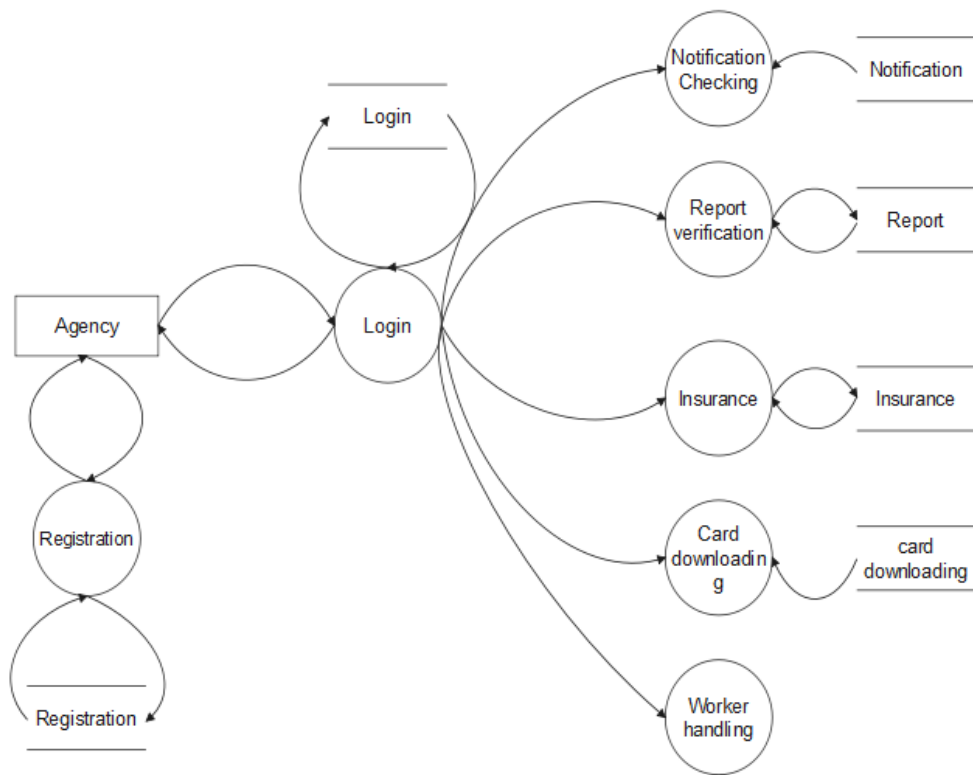 Notification
Checking
Notification
Login
Report
verification
Report
Agency
Login
Insurance
Insurance
Registration
Card
downloadin
g
card
downloading
Registration
Worker
handling